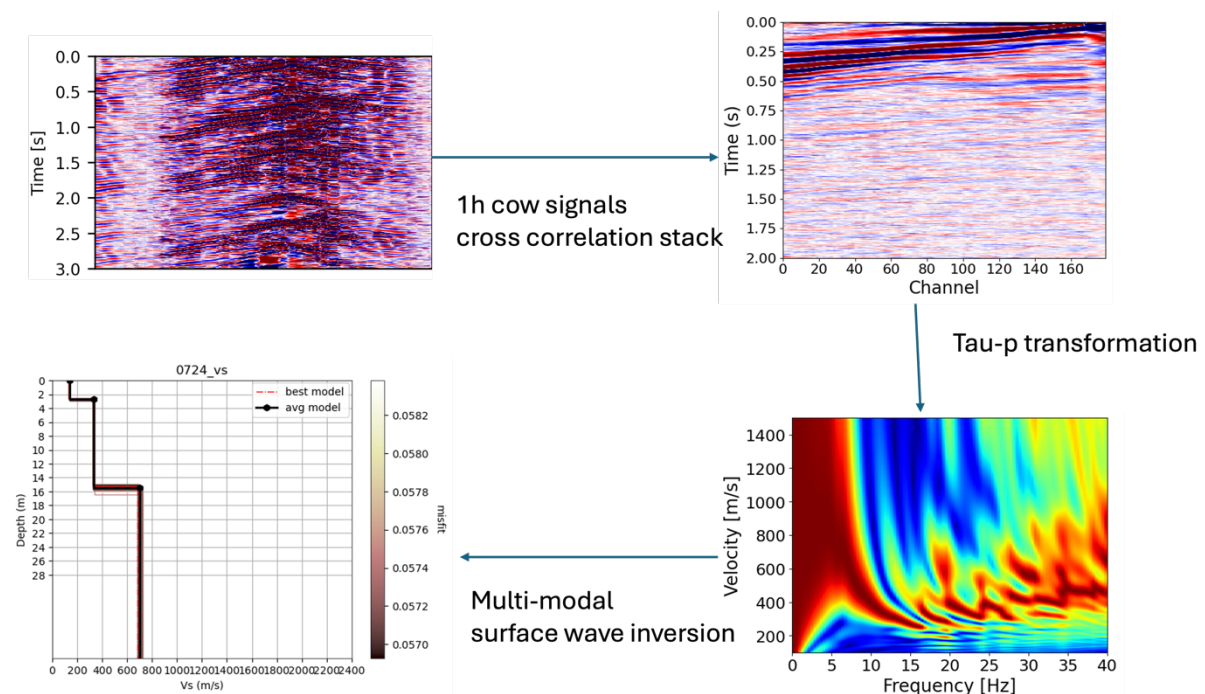 0.0
0.5
1.0
1.5
2.0
2.5
3.0
Time [s]
1h cow signals
cross correlation stack
0.00
0.25
0.50
0.75
1.00
1.25
1.50
1.75
2.00
Time (s)
0 20 40 60 80 100 120 140 160
Channel
Tau-p transformation
0724_vs
best model
avg model
0
2
4
6
8
10
12
14
16
18
20
22
24
26
28
Depth (m)
0 200 400 600 800 1000 1200 1400 1600 1800 2000 2200 2400
Vs (m/s)
0.0582
0.0580
0.0578
0.0576
0.0574
0.0572
0.0570
misfit
Multi-modal
surface wave inversion
1400
1200
1000
800
600
400
200
Velocity [m/s]
0 5 10 15 20 25 30 35 40
Frequency [Hz]